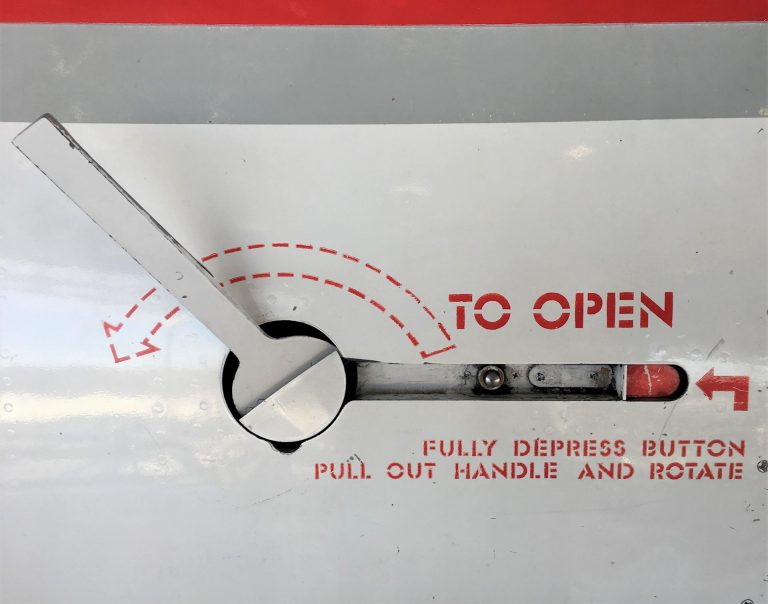 TO OPEN
FULLY DEPRESS BUTTON
PULL OUT HANDLE AND ROTATE